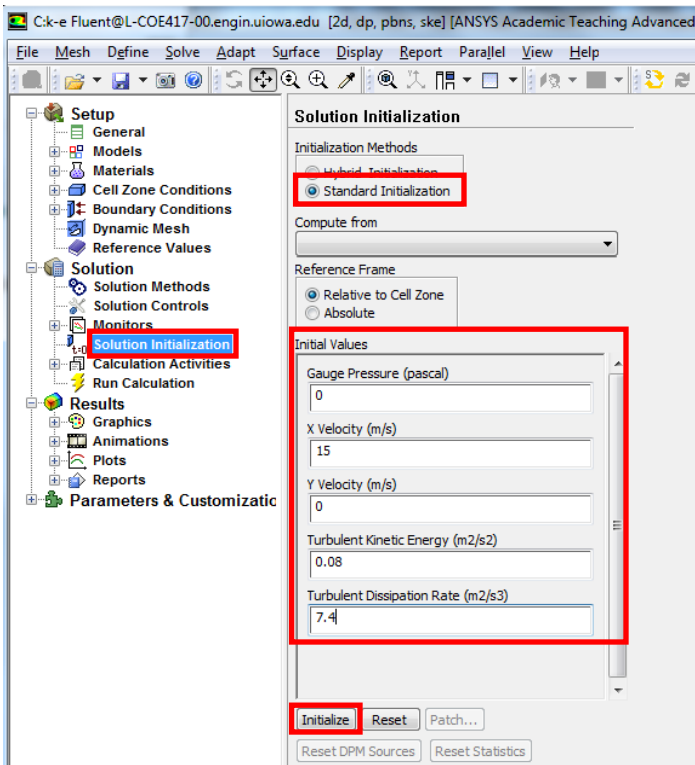 C:k-e Fluent@L-COE417-00.engin.uiowa.edu [2d, dp, pbns, ske] [ANSYS Academic Teaching Advanced
File Mesh Define Solve Adapt Surface Display Report Parallel View Help
Setup
General
Models
Materials
Cell Zone Conditions
Boundary Conditions
Dynamic Mesh
Reference Values
Solution
Solution Methods
Solution Controls
Monitors
t=0 Solution Initialization
Calculation Activities
Run Calculation
Results
Graphics
Animations
Plots
Reports
Parameters & Customizatio
Solution Initialization
Initialization Methods
Hybrid Initialization
Standard Initialization
Compute from
Reference Frame
Relative to Cell Zone
Absolute
Initial Values
Gauge Pressure (pascal)
0
X Velocity (m/s)
15
Y Velocity (m/s)
0
Turbulent Kinetic Energy (m2/s2)
0.08
Turbulent Dissipation Rate (m2/s3)
7.4
Initialize Reset Patch...
Reset DPM Sources Reset Statistics